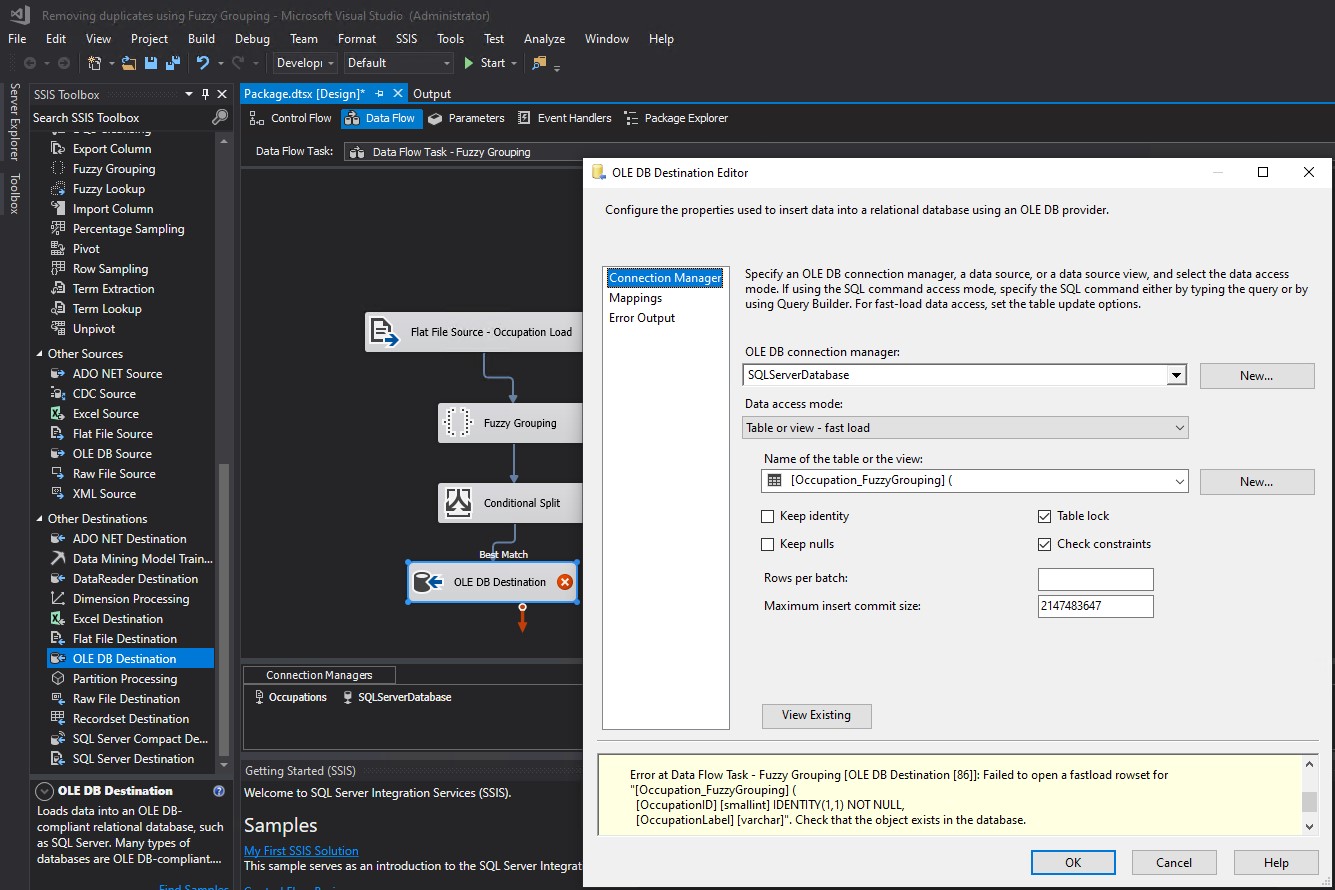 Removing duplicates using Fuzzy Grouping - Microsoft Visual Studio (Administrator)
File Edit View Project Build Debug Team Format SSIS Tools Test Analyze Window Help
Developi Default Start
Server Explorer
Toolbox
SSIS Toolbox
Search SSIS Toolbox
Export Column
Fuzzy Grouping
Fuzzy Lookup
Import Column
Percentage Sampling
Pivot
Row Sampling
Term Extraction
Term Lookup
Unpivot
Other Sources
ADO NET Source
CDC Source
Excel Source
Flat File Source
OLE DB Source
Raw File Source
XML Source
Other Destinations
ADO NET Destination
Data Mining Model Train...
DataReader Destination
Dimension Processing
Excel Destination
Flat File Destination
OLE DB Destination
Partition Processing
Raw File Destination
Recordset Destination
SQL Server Compact De...
SQL Server Destination
OLE DB Destination
Loads data into an OLE DB-
compliant relational database, such
as SQL Server. Many types of
databases are OLE DB-compliant....
Find Samples
Package.dtsx [Design]* Output
Control Flow Data Flow Parameters Event Handlers Package Explorer
Data Flow Task: Data Flow Task - Fuzzy Grouping
Flat File Source - Occupation Load
Fuzzy Grouping
Conditional Split
Best Match
OLE DB Destination
Connection Managers
Occupations SQLServerDatabase
Getting Started (SSIS)
Welcome to SQL Server Integration Services (SSIS).
Samples
My First SSIS Solution
This sample serves as an introduction to the SQL Server Integrat
OLE DB Destination Editor
Configure the properties used to insert data into a relational database using an OLE DB provider.
Connection Manager
Mappings
Error Output
Specify an OLE DB connection manager, a data source, or a data source view, and select the data access
mode. If using the SQL command access mode, specify the SQL command either by typing the query or by
using Query Builder. For fast-load data access, set the table update options.
OLE DB connection manager:
SQLServerDatabase New...
Data access mode:
Table or view - fast load
Name of the table or the view:
[Occupation_FuzzyGrouping] ( New...
Keep identity Table lock
Keep nulls Check constraints
Rows per batch:
Maximum insert commit size: 2147483647
View Existing
Error at Data Flow Task - Fuzzy Grouping [OLE DB Destination [86]]: Failed to open a fastload rowset for
"[Occupation_FuzzyGrouping] (
[OccupationID] [smallint] IDENTITY(1,1) NOT NULL,
[OccupationLabel] [varchar]". Check that the object exists in the database.
OK Cancel Help